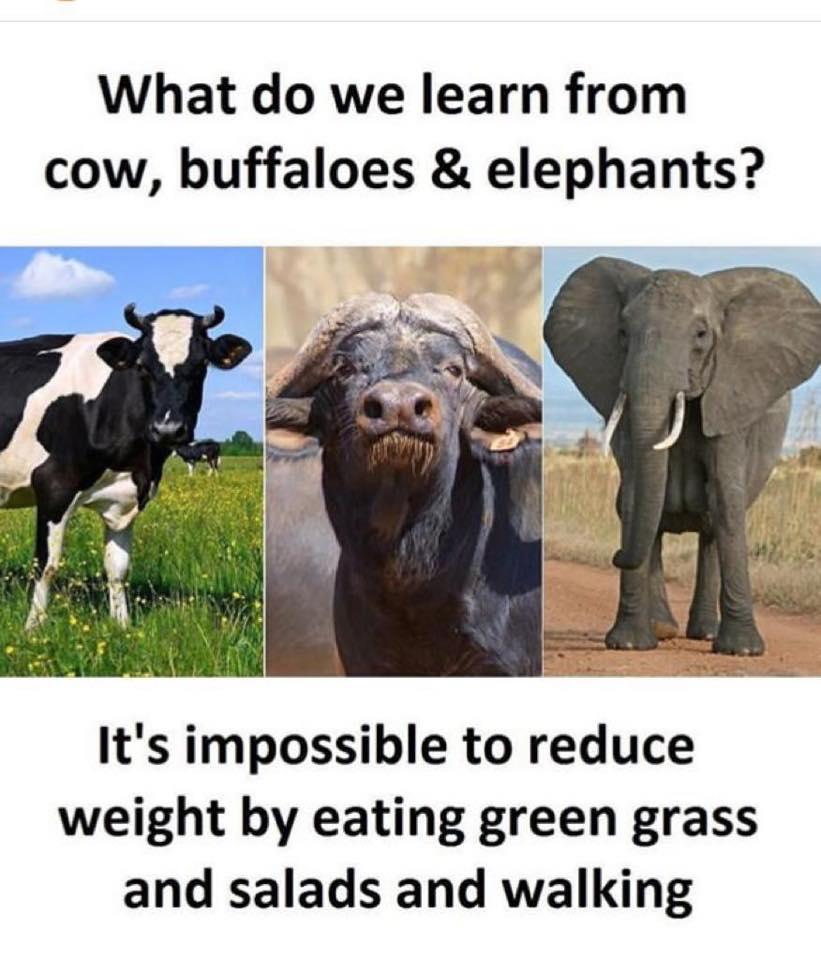 What do we learn from
cow, buffaloes & elephants?
It's impossible to reduce
weight by eating green grass
and salads and walking